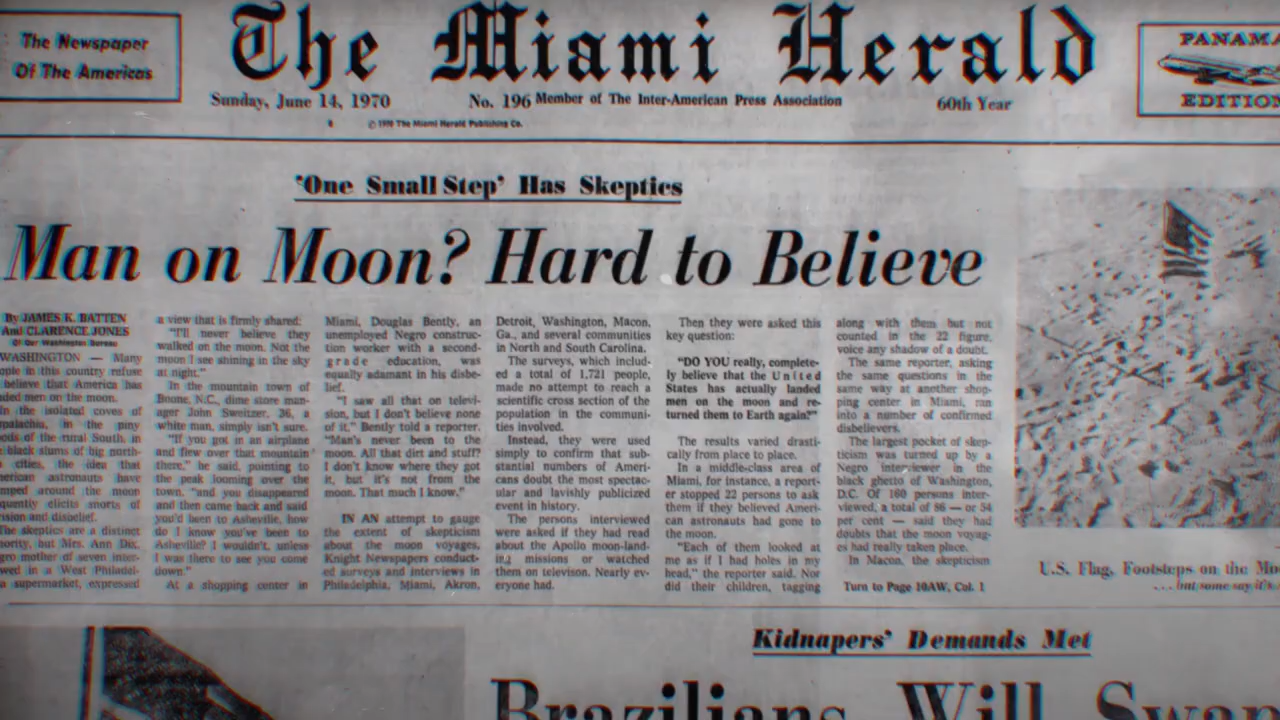 The Newspaper
Of The Americas
The Miami Herald
PANAMA
EDITION
Sunday, June 14, 1970
No. 196
Member of The Inter-American Press Association
60th Year
© 1970 The Miami Herald Publishing Co.
'One Small Step' Has Skeptics
Man on Moon? Hard to Believe
By JAMES K. BATTEN
And CLARENCE JONES
Of Our Washington Bureau
WASHINGTON — Many
in this country refuse
believe that America has
men on the moon.
In the isolated coves of
in the piny
of the rural South, in
black slums of big north-
cities, the idea that
astronauts have
around the moon
elicits snorts of
and disbelief.
The skeptics are a distinct
but Mrs. Ann Dix,
mother of seven inter-
in a West Philadel-
supermarket, expressed
a view that is firmly shared:
"I'll never believe they
walked on the moon. Not the
moon I see shining in the sky
at night."
In the mountain town of
Boone, N.C., dime store man-
ager John Sweitzer, 36, a
white man, simply isn't sure.
"If you got in an airplane
and flew over that mountain
there," he said, pointing to
the peak looming over the
town, "and you disappeared
and then came back and said
you'd been to Asheville, how
do I know you've been to
Asheville? I wouldn't, unless
I was there to see you come
down."
At a shopping center in
Miami, Douglas Bently, an
unemployed Negro construc-
tion worker with a second-
grade education, was
equally adamant in his disbe-
lief.
"I saw all that on televi-
sion, but I don't believe none
of it," Bently told a reporter.
"Man's never been to the
moon. All that dirt and stuff?
I don't know where they got
it, but it's not from the
moon. That much I know."
IN AN attempt to gauge
the extent of skepticism
about the moon voyages,
Knight Newspapers conduct-
ed surveys and interviews in
Philadelphia, Miami, Akron,
Detroit, Washington, Macon,
Ga., and several communities
in North and South Carolina.
The surveys, which includ-
ed a total of 1,721 people,
made no attempt to reach a
scientific cross section of the
population in the communi-
ties involved.
Instead, they were used
simply to confirm that sub-
stantial numbers of Ameri-
cans doubt the most spectac-
ular and lavishly publicized
event in history.
The persons interviewed
were asked if they had read
about the Apollo moon-land-
ing missions or watched
them on televison. Nearly ev-
eryone had.
Then they were asked this
key question:
"DO YOU really, complete-
ly believe that the United
States has actually landed
men on the moon and re-
turned them to Earth again?"
The results varied drasti-
cally from place to place.
In a middle-class area of
Miami, for instance, a report-
er stopped 22 persons to ask
them if they believed Ameri-
can astronauts had gone to
the moon.
"Each of them looked at
me as if I had holes in my
head," the reporter said. Nor
did their children, tagging
along with them but not
counted in the 22 figure,
voice any shadow of a doubt.
The same reporter, asking
the same questions in the
same way at another shop-
ping center in Miami, ran
into a number of confirmed
disbelievers.
The largest pocket of skep-
ticism was turned up by a
Negro interviewer in the
black ghetto of Washington,
D.C. Of 160 persons inter-
viewed, a total of 86 — or 54
per cent — said they had
doubts that the moon voyag-
es had really taken place.
In Macon, the skepticism
Turn to Page 10AW, Col. 1
U.S. Flag, Footsteps on the
... but some say
Kidnapers' Demands Met
Brazilians Will